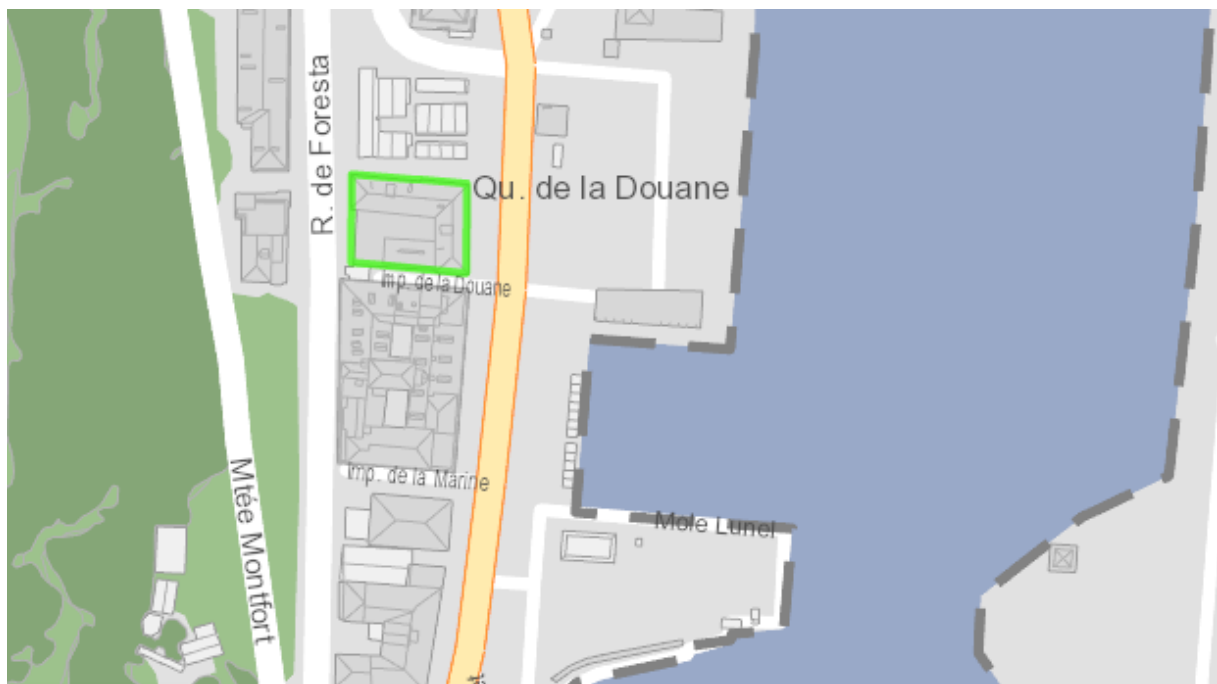 R. de Foresta
Qu. de la Douane
Imp. de la Douane
Imp. de la Marine
Mtée Montfort
Mole Lunel